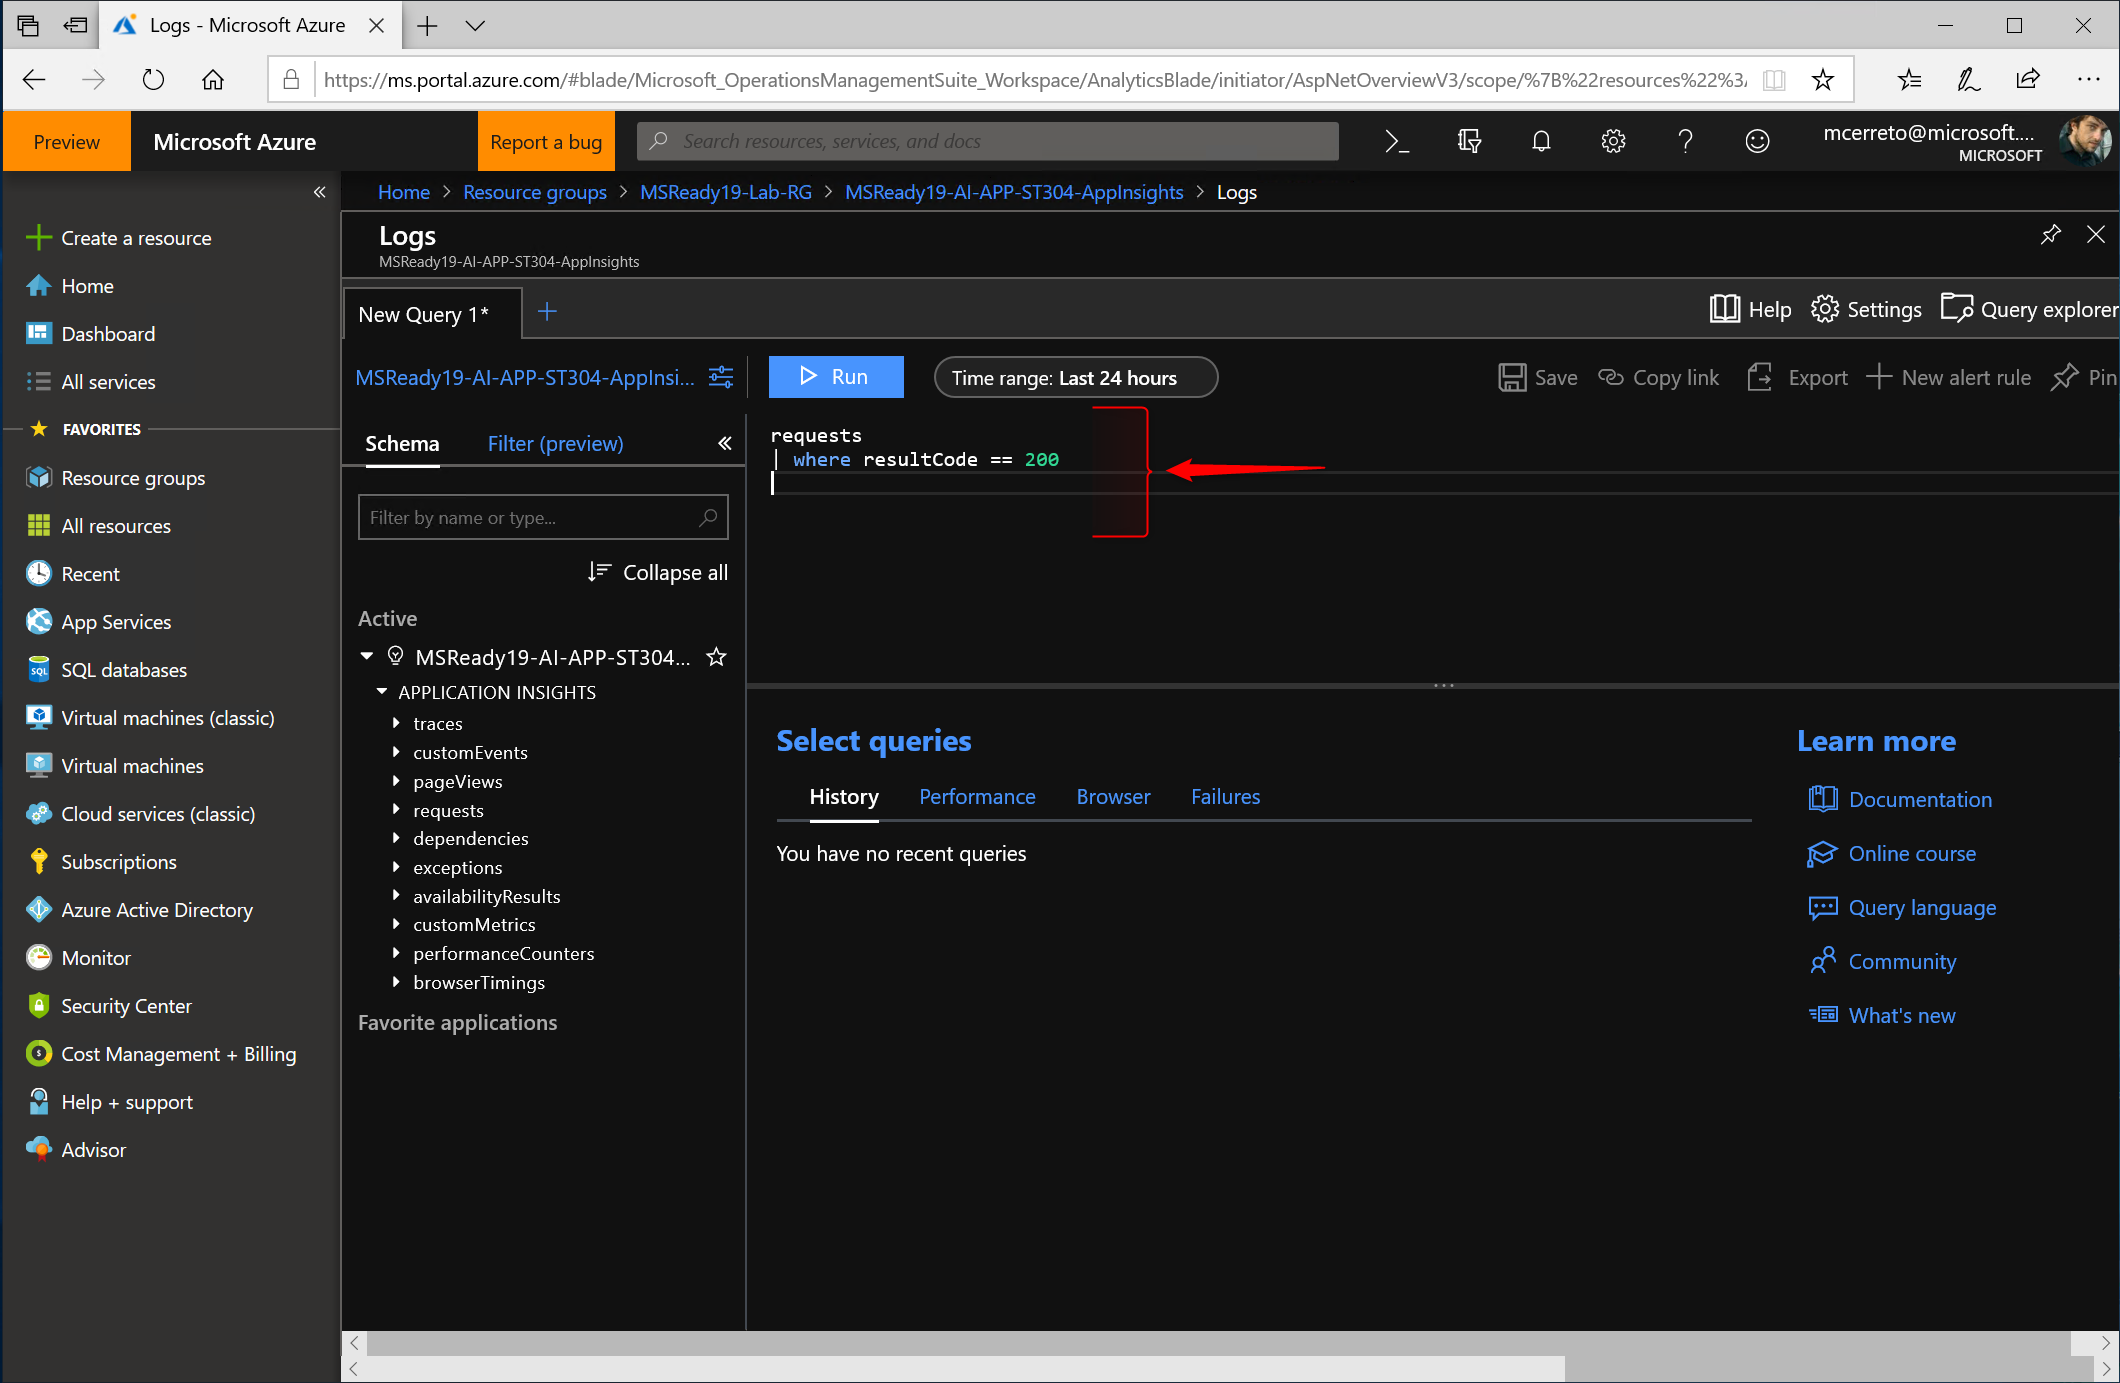 Logs - Microsoft Azure
https://ms.portal.azure.com/#blade/Microsoft_OperationsManagementSuite_Workspace/AnalyticsBlade/initiator/AspNetOverviewV3/scope/%7B%22resources%22%3
Preview
Microsoft Azure
Report a bug
Search resources, services, and docs
mcerreto@microsoft....
MICROSOFT
Home > Resource groups > MSReady19-Lab-RG > MSReady19-AI-APP-ST304-AppInsights > Logs
Create a resource
Home
Dashboard
All services
FAVORITES
Resource groups
All resources
Recent
App Services
SQL databases
Virtual machines (classic)
Virtual machines
Cloud services (classic)
Subscriptions
Azure Active Directory
Monitor
Security Center
Cost Management + Billing
Help + support
Advisor
Logs
MSReady19-AI-APP-ST304-AppInsights
New Query 1*
Help
Settings
Query explorer
MSReady19-AI-APP-ST304-AppInsi...
Run
Time range: Last 24 hours
Save
Copy link
Export
New alert rule
Pin
Schema
Filter (preview)
Filter by name or type...
Collapse all
Active
MSReady19-AI-APP-ST304...
APPLICATION INSIGHTS
traces
customEvents
pageViews
requests
dependencies
exceptions
availabilityResults
customMetrics
performanceCounters
browserTimings
Favorite applications
requests
| where resultCode == 200
Select queries
History
Performance
Browser
Failures
You have no recent queries
Learn more
Documentation
Online course
Query language
Community
What's new